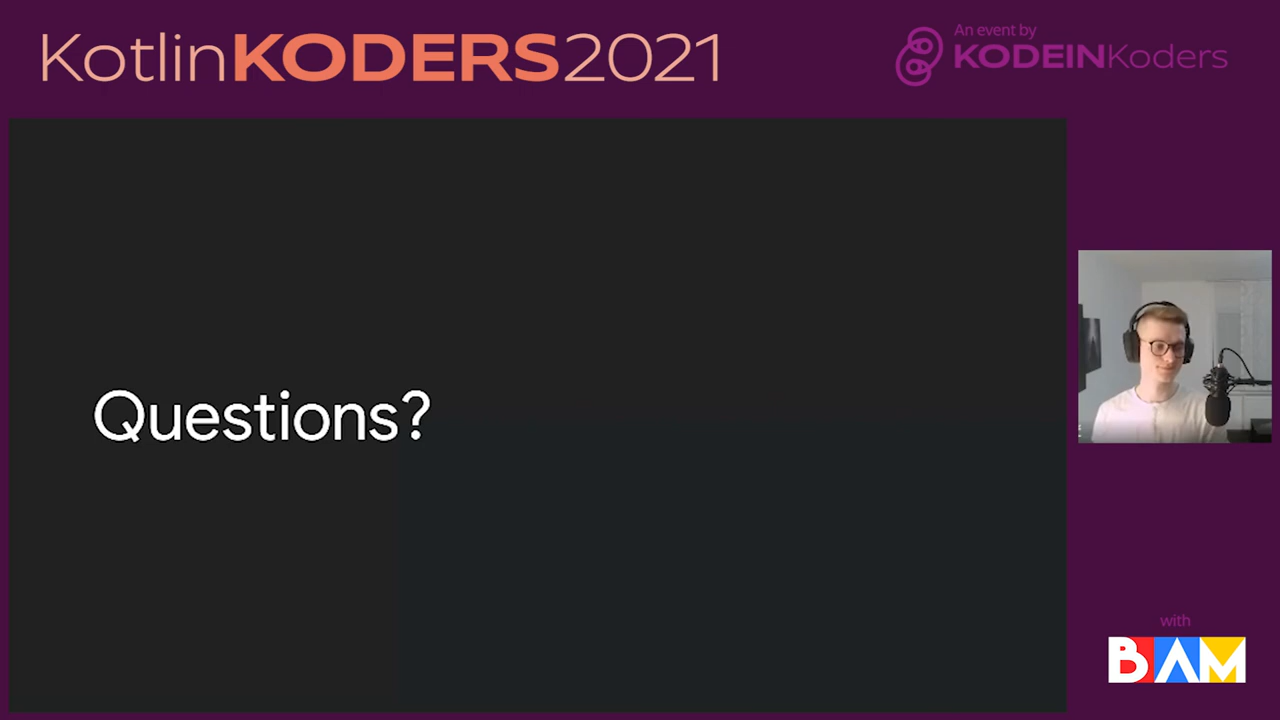 KotlinKODERS2021
An event by
KODEINKoders
Questions?
with
BAM